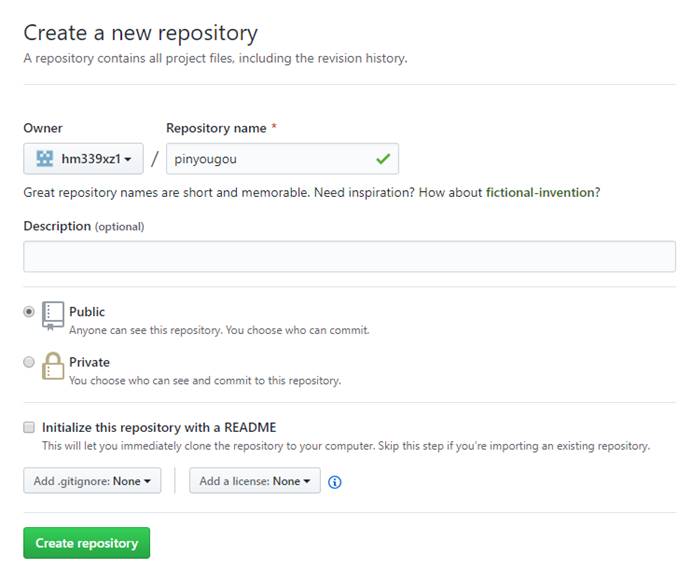 Create a new repository
A repository contains all project files, including the revision history.
Owner
Repository name *
hm339xz1
/
pinyougou
Great repository names are short and memorable. Need inspiration? How about fictional-invention?
Description (optional)
Public
Anyone can see this repository. You choose who can commit.
Private
You choose who can see and commit to this repository.
Initialize this repository with a README
This will let you immediately clone the repository to your computer. Skip this step if you're importing an existing repository.
Add .gitignore: None
Add a license: None
Create repository